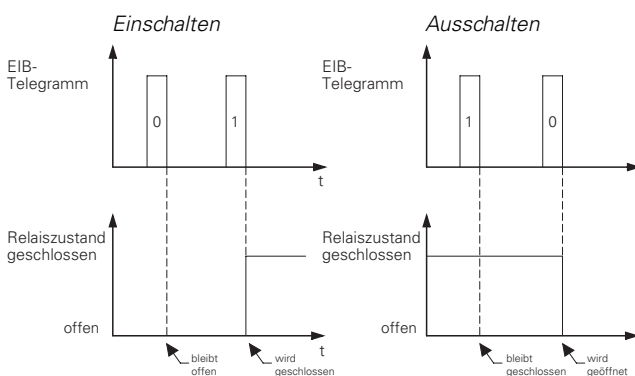 Einschalten
EIB-
Telegramm
0
1
t
Relaiszustand
geschlossen
offen
bleibt
offen
wird
geschlossen
t
Ausschalten
EIB-
Telegramm
1
0
Relaiszustand
geschlossen
offen
bleibt
geschlossen
wird
geöffnet